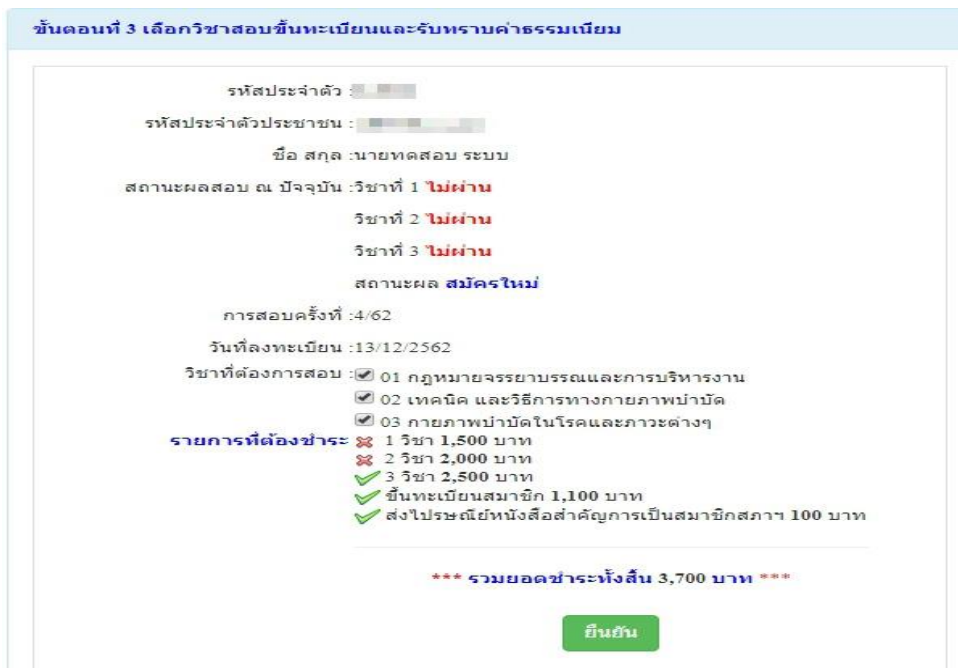 ขั้นตอนที่ 3 เลือกวิชาสอบขึ้นทะเบียนและรับทราบค่าธรรมเนียม
รหัสประจำตัว :
รหัสประจำตัวประชาชน :
ชื่อ สกุล :นายทดสอบ ระบบ
สถานะผลสอบ ณ ปัจจุบัน :วิชาที่ 1 ไม่ผ่าน
วิชาที่ 2 ไม่ผ่าน
วิชาที่ 3 ไม่ผ่าน
สถานะผล สมัครใหม่
การสอบครั้งที่ :4/62
วันที่ลงทะเบียน :13/12/2562
วิชาที่ต้องการสอบ :01 กฎหมายจรรยาบรรณและการบริหารงาน
02 เทคนิค และวิธีการทางกายภาพบำบัด
03 กายภาพบำบัดในโรคและภาวะต่างๆ
รายการที่ต้องชำระ 1 วิชา 1,500 บาท
2 วิชา 2,000 บาท
3 วิชา 2,500 บาท
ขึ้นทะเบียนสมาชิก 1,100 บาท
ส่งไปรษณีย์หนังสือสำคัญการเป็นสมาชิกสภาฯ 100 บาท
*** รวมยอดชำระทั้งสิ้น 3,700 บาท ***
ยืนยัน